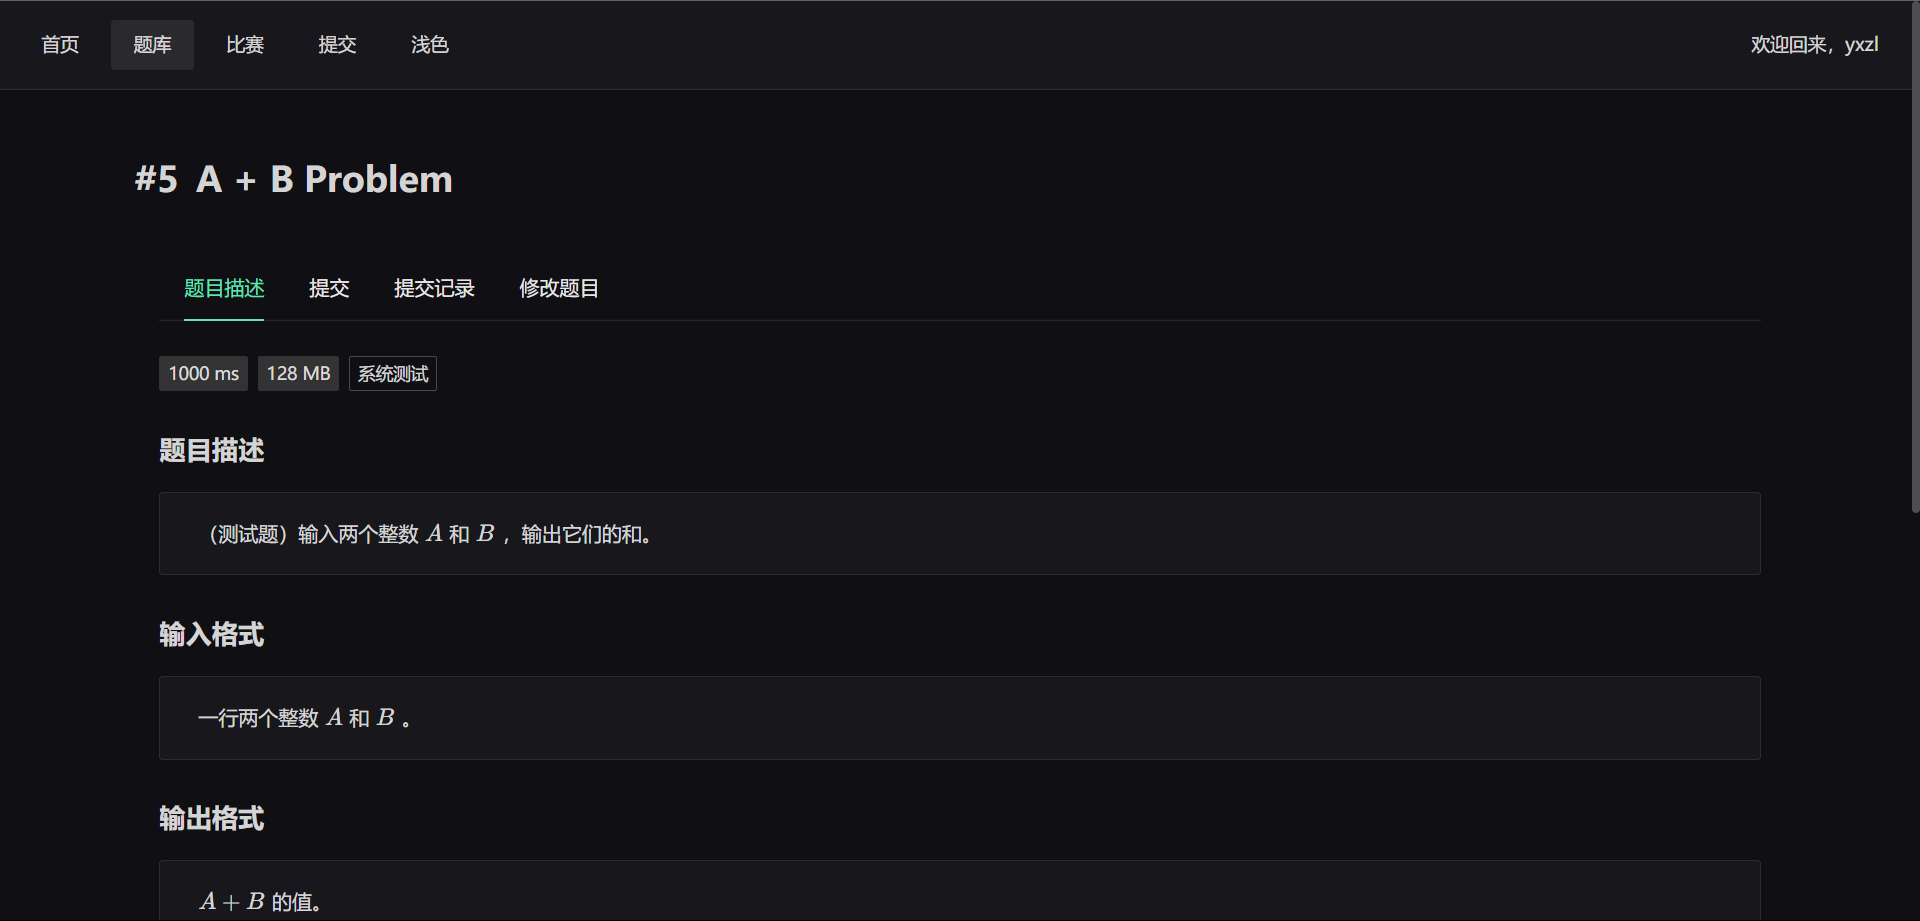 首页 题库 比赛 提交 浅色 欢迎回来，yxzl
#5 A + B Problem
题目描述 提交 提交记录 修改题目
1000 ms 128 MB 系统测试
题目描述
（测试题）输入两个整数 A 和 B ，输出它们的和。
输入格式
一行两个整数 A 和 B 。
输出格式
A + B 的值。